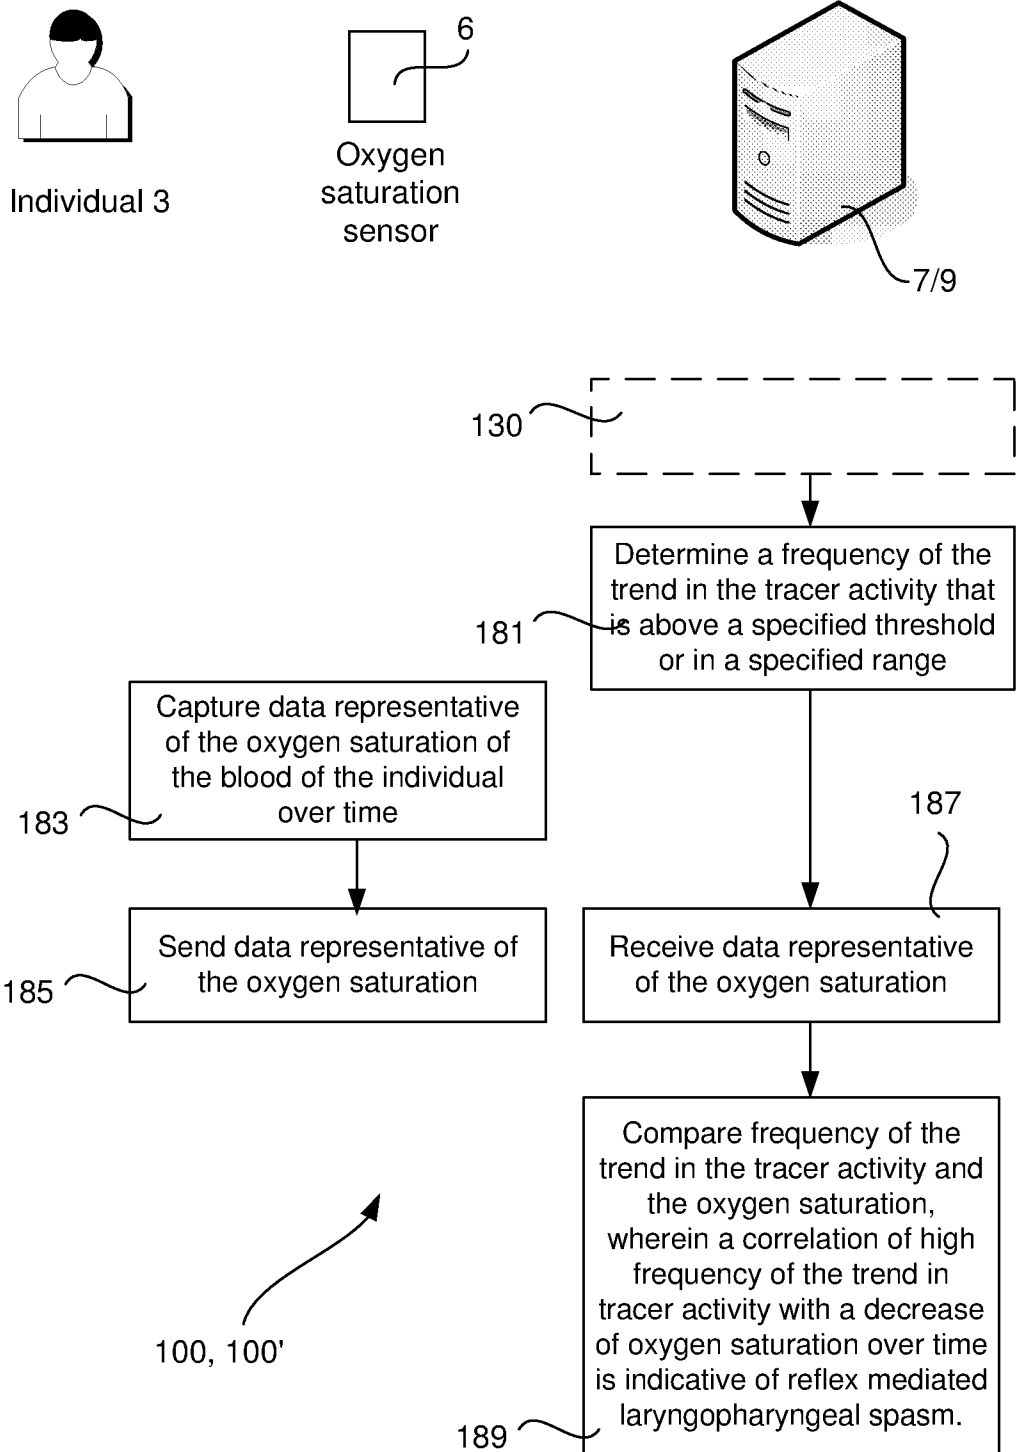 6
Oxygen
saturation
sensor
Individual 3
7/9
130
Determine a frequency of the
trend in the tracer activity that
is above a specified threshold
or in a specified range
181
Capture data representative
of the oxygen saturation of
the blood of the individual
over time
183
187
Send data representative of
the oxygen saturation
185
Receive data representative
of the oxygen saturation
Compare frequency of the
trend in the tracer activity and
the oxygen saturation,
wherein a correlation of high
frequency of the trend in
tracer activity with a decrease
of oxygen saturation over time
is indicative of reflex mediated
laryngopharyngeal spasm.
100, 100'
189